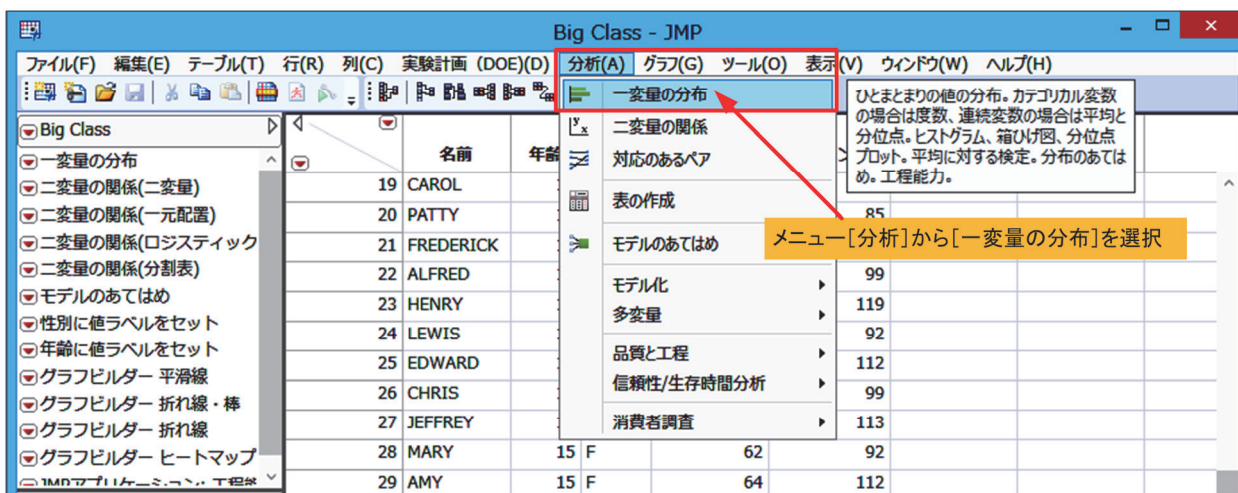 Big Class - JMP
ファイル(F) 編集(E) テーブル(T) 行(R) 列(C) 実験計画 (DOE)(D) 分析(A) グラフ(G) ツール(O) 表示(V) ウィンドウ(W) ヘルプ(H)
Big Class
一変量の分布
二変量の関係(二変量)
二変量の関係(一元配置)
二変量の関係(ロジスティック
二変量の関係(分割表)
モデルのあてはめ
性別に値ラベルをセット
年齢に値ラベルをセット
グラフビルダー 平滑線
グラフビルダー 折れ線・棒
グラフビルダー 折れ線
グラフビルダー ヒートマップ
JMPアプリケーション: 工程能
一変量の分布
二変量の関係
対応のあるペア
表の作成
モデルのあてはめ
モデル化
多変量
品質と工程
信頼性/生存時間分析
消費者調査
ひとまとまりの値の分布。カテゴリカル変数
の場合は度数、連続変数の場合は平均と
分位点。ヒストグラム、箱ひげ図、分位点
プロット。平均に対する検定。分布のあては
め。工程能力。
メニュー[分析]から[一変量の分布]を選択
名前 年齢
19 CAROL
20 PATTY 85
21 FREDERICK
22 ALFRED 99
23 HENRY 119
24 LEWIS 92
25 EDWARD 112
26 CHRIS 99
27 JEFFREY 113
28 MARY 15 F 62 92
29 AMY 15 F 64 112